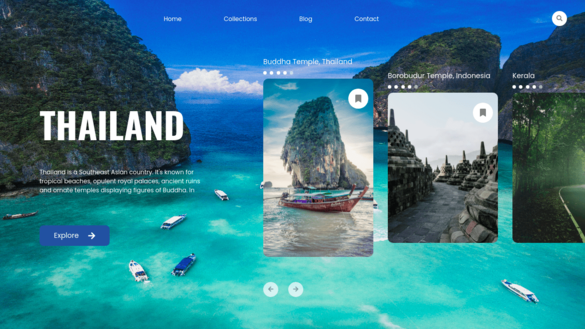 Home
Collections
Blog
Contact
Buddha Temple, Thailand
Borobudur Temple, Indonesia
Kerala
THAILAND
Thailand is a Southeast Asian country. It's known for
tropical beaches, opulent royal palaces, ancient ruins
and ornate temples displaying figures of Buddha. In
Explore